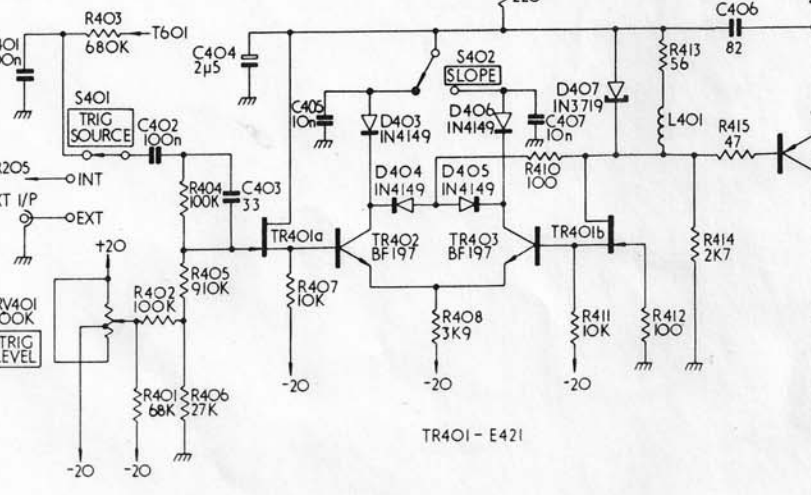 R403
680K
T601
C404
2µ5
S401
TRIG
SOURCE
C402
100n
R205
INT
I/P
EXT
+20
R404
100K
C403
33
R405
910K
RV401
R402
100K
TRIG
LEVEL
R401
68K
R406
27K
-20
-20
TR401a
R407
10K
-20
C405
10n
D403
IN4149
S402
SLOPE
D406
IN4149
C407
10n
D404
IN4149
D405
IN4149
R410
100
TR402
BF197
TR403
BF197
R408
3K9
-20
TR401b
R411
10K
-20
R412
100
D407
IN3719
C406
82
R413
56
L401
R415
47
R414
2K7
TR401 - E421